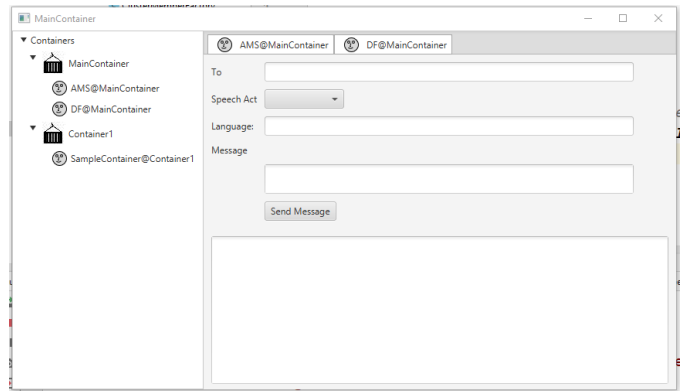 MainContainer
Containers
MainContainer
AMS@MainContainer
DF@MainContainer
Container1
SampleContainer@Container1
AMS@MainContainer DF@MainContainer
To
Speech Act
Language:
Message
Send Message